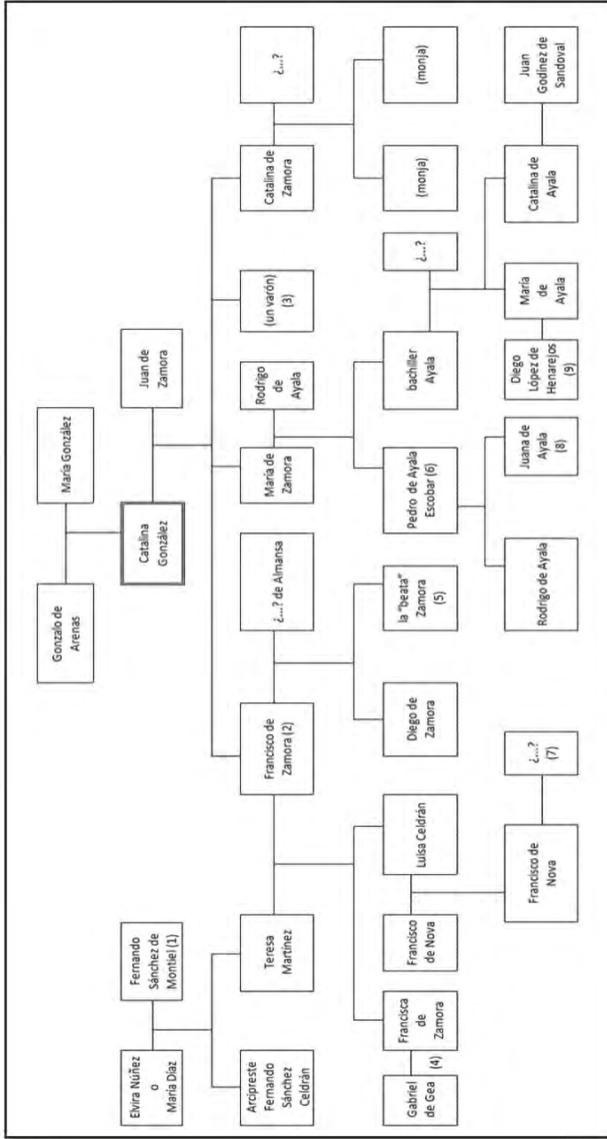 Gonzalo de
Arenas
María González
Catalina
González
Juan de
Zamora
Elvira Núñez
o
María Díaz
Fernando
Sánchez de
Montiel (1)
Arcipreste
Fernando
Sánchez
Celdrán
Teresa
Martínez
Francisco de
Zamora (2)
¿...? de Almansa
María de
Zamora
Rodrigo
de
Ayala
(un varón)
(3)
Catalina de
Zamora
¿...?
Gabriel
de Gea
(4)
Francisca
de
Zamora
Francisco
de Nova
Luisa Celdrán
Diego de
Zamora
la "beata"
Zamora
(5)
Pedro de Ayala
Escobar (6)
bachiller
Ayala
¿...?
(monja)
(monja)
Francisco de
Nova
¿...?
(7)
Rodrigo de Ayala
Juana de
Ayala
(8)
Diego
López de
Henarejos
(9)
María
de
Ayala
Catalina de
Ayala
Juan
Godínez de
Sandoval